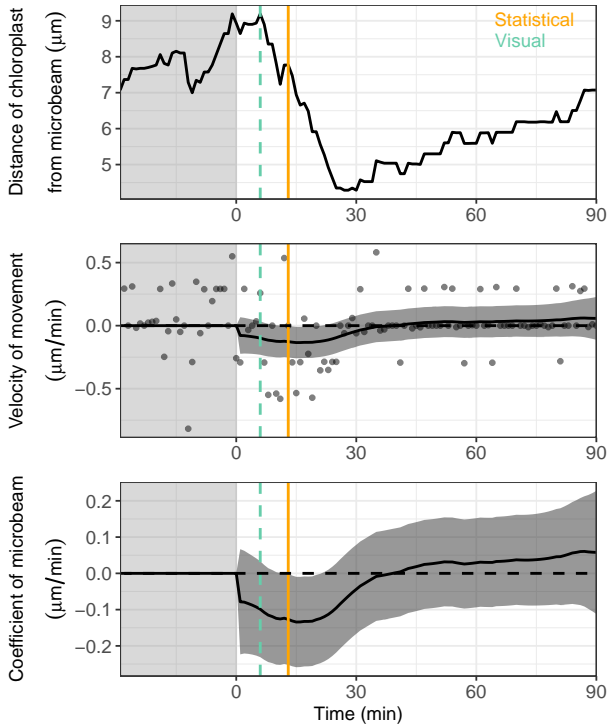 Distance of chloroplast
from microbeam (μm)
9
8
7
6
5
Statistical
Visual
0
30
60
90
Velocity of movement
(μm/min)
0.5
0.0
−0.5
0
30
60
90
Coefficient of microbeam
(μm/min)
0.2
0.1
0.0
−0.1
−0.2
0
30
60
90
Time (min)